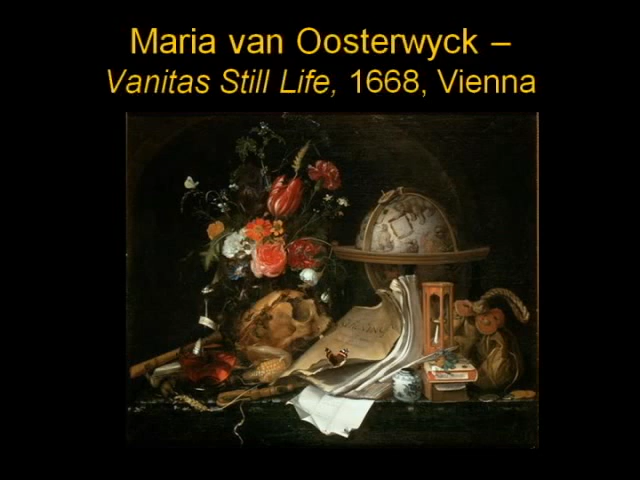 Maria van Oosterwyck –
Vanitas Still Life, 1668, Vienna